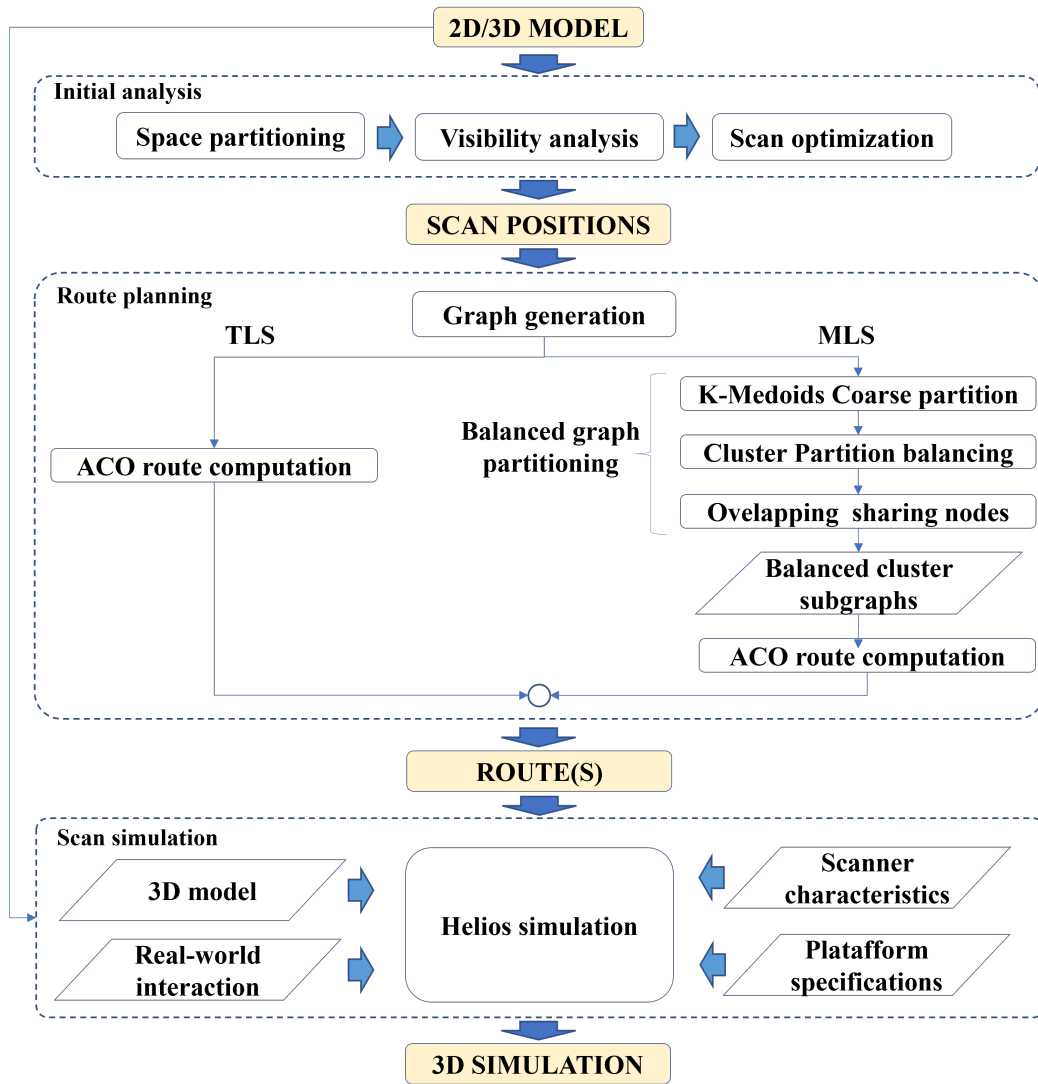 2D/3D MODEL
Initial analysis
Space partitioning
Visibility analysis
Scan optimization
SCAN POSITIONS
Route planning
Graph generation
TLS
MLS
K-Medoids Coarse partition
Balanced graph
partitioning
Cluster Partition balancing
ACO route computation
Ovelapping sharing nodes
Balanced cluster
subgraphs
ACO route computation
ROUTE(S)
Scan simulation
3D model
Scanner
characteristics
Helios simulation
Real-world
interaction
Platafform
specifications
3D SIMULATION